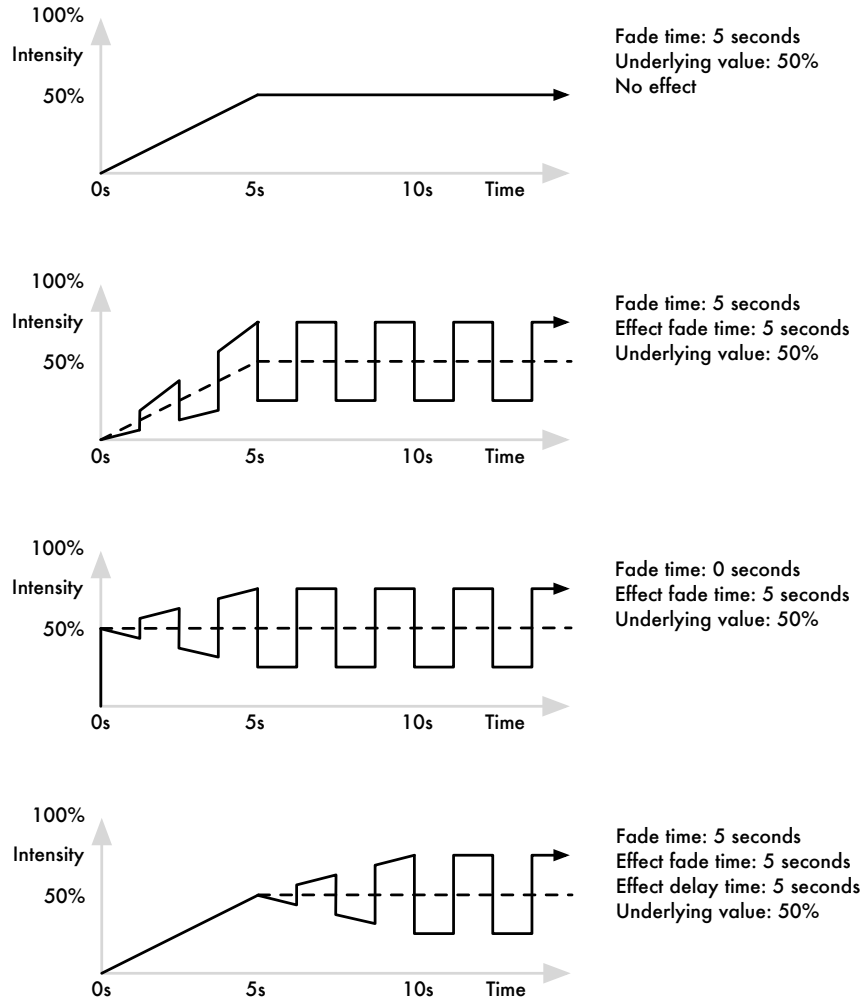 100%
Intensity
50%
0s 5s 10s Time
Fade time: 5 seconds
Underlying value: 50%
No effect
100%
Intensity
50%
0s 5s 10s Time
Fade time: 5 seconds
Effect fade time: 5 seconds
Underlying value: 50%
100%
Intensity
50%
0s 5s 10s Time
Fade time: 0 seconds
Effect fade time: 5 seconds
Underlying value: 50%
100%
Intensity
50%
0s 5s 10s Time
Fade time: 5 seconds
Effect fade time: 5 seconds
Effect delay time: 5 seconds
Underlying value: 50%